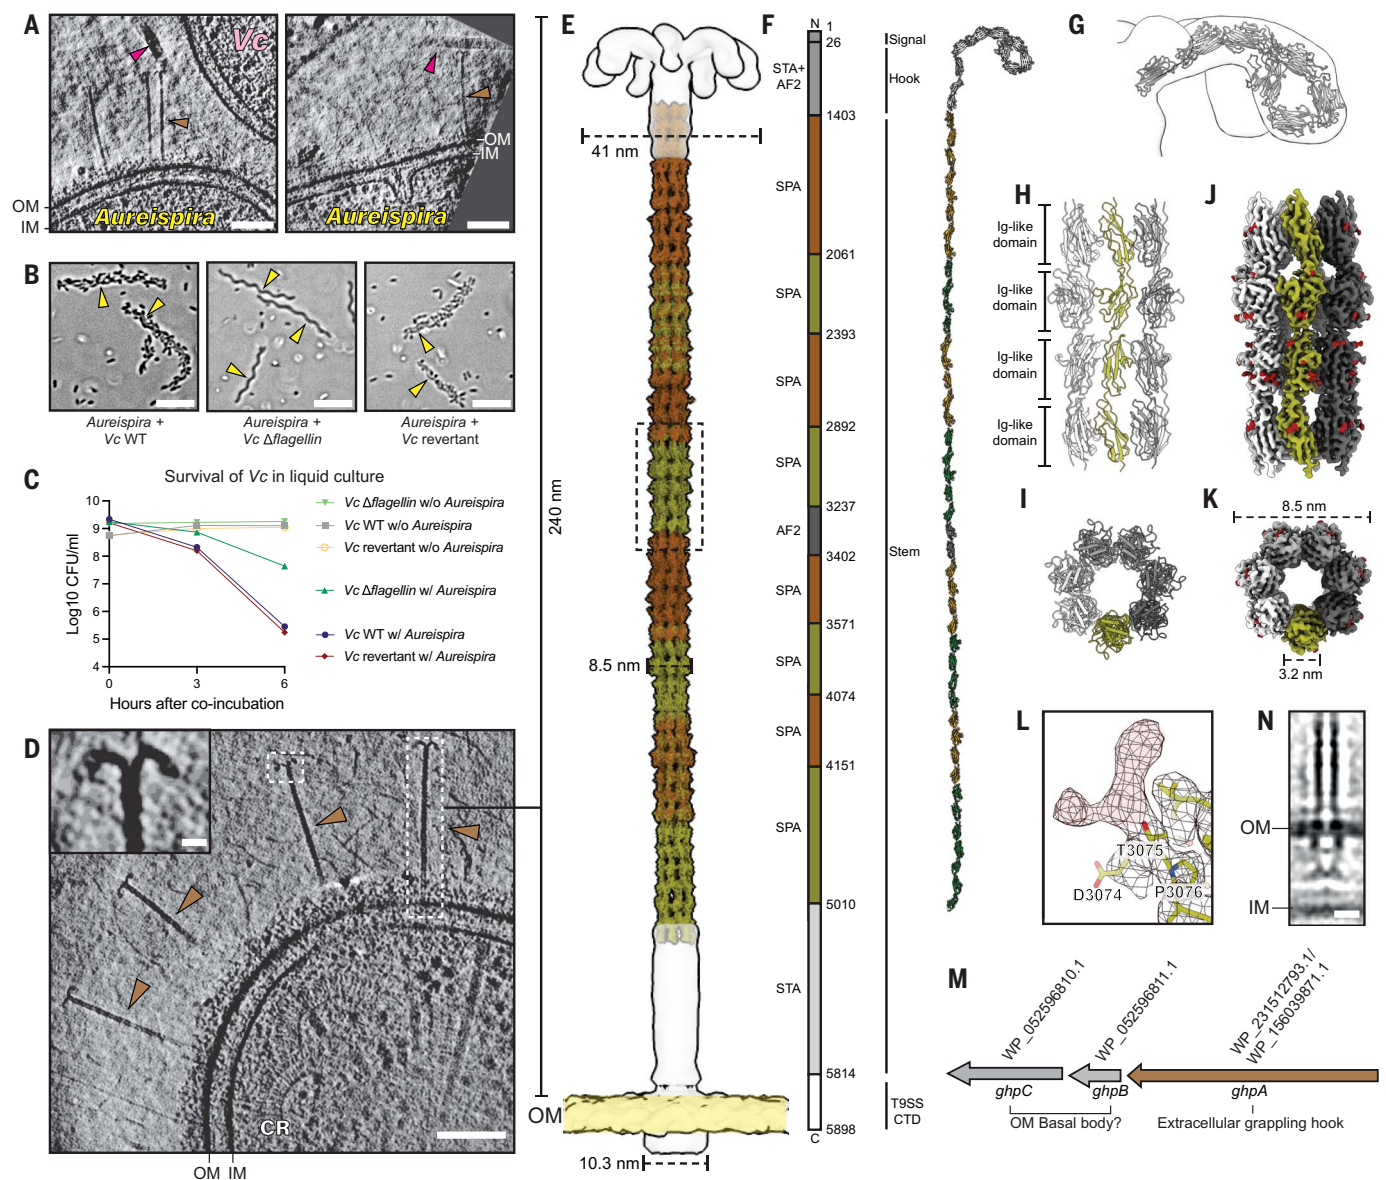 A
Vc
OM
IM
Aureispira
OM
IM
Aureispira
B
Aureispira +
Vc WT
Aureispira +
Vc Δflagellin
Aureispira +
Vc revertant
C
Survival of Vc in liquid culture
Log10 CFU/ml
10
9
8
7
6
5
4
0
3
6
Hours after co-incubation
Vc Δflagellin w/o Aureispira
Vc WT w/o Aureispira
Vc revertant w/o Aureispira
Vc Δflagellin w/ Aureispira
Vc WT w/ Aureispira
Vc revertant w/ Aureispira
D
CR
OM IM
E
240 nm
41 nm
8.5 nm
OM
10.3 nm
F
N
1
26
STA+
AF2
1403
SPA
2061
SPA
2393
SPA
2892
SPA
3237
AF2
3402
SPA
3571
SPA
4074
SPA
4151
SPA
5010
STA
5814
5898
C
Signal
Hook
Stem
T9SS
CTD
G
H
Ig-like
domain
Ig-like
domain
Ig-like
domain
Ig-like
domain
I
J
K
8.5 nm
3.2 nm
L
T3075
D3074
P3076
N
OM
IM
M
WP_052596810.1
WP_052596811.1
WP_231512793.1/
WP_156039871.1
ghpC
ghpB
ghpA
OM Basal body?
Extracellular grappling hook